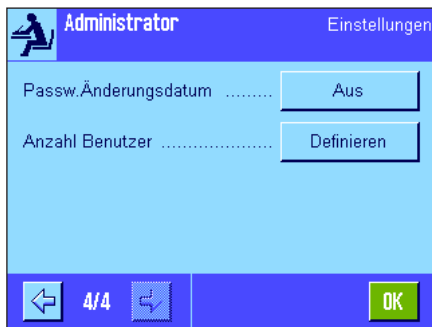 Administrator Einstellungen
Passw.Änderungsdatum ......... Aus
Anzahl Benutzer ..................... Definieren
4/4 OK